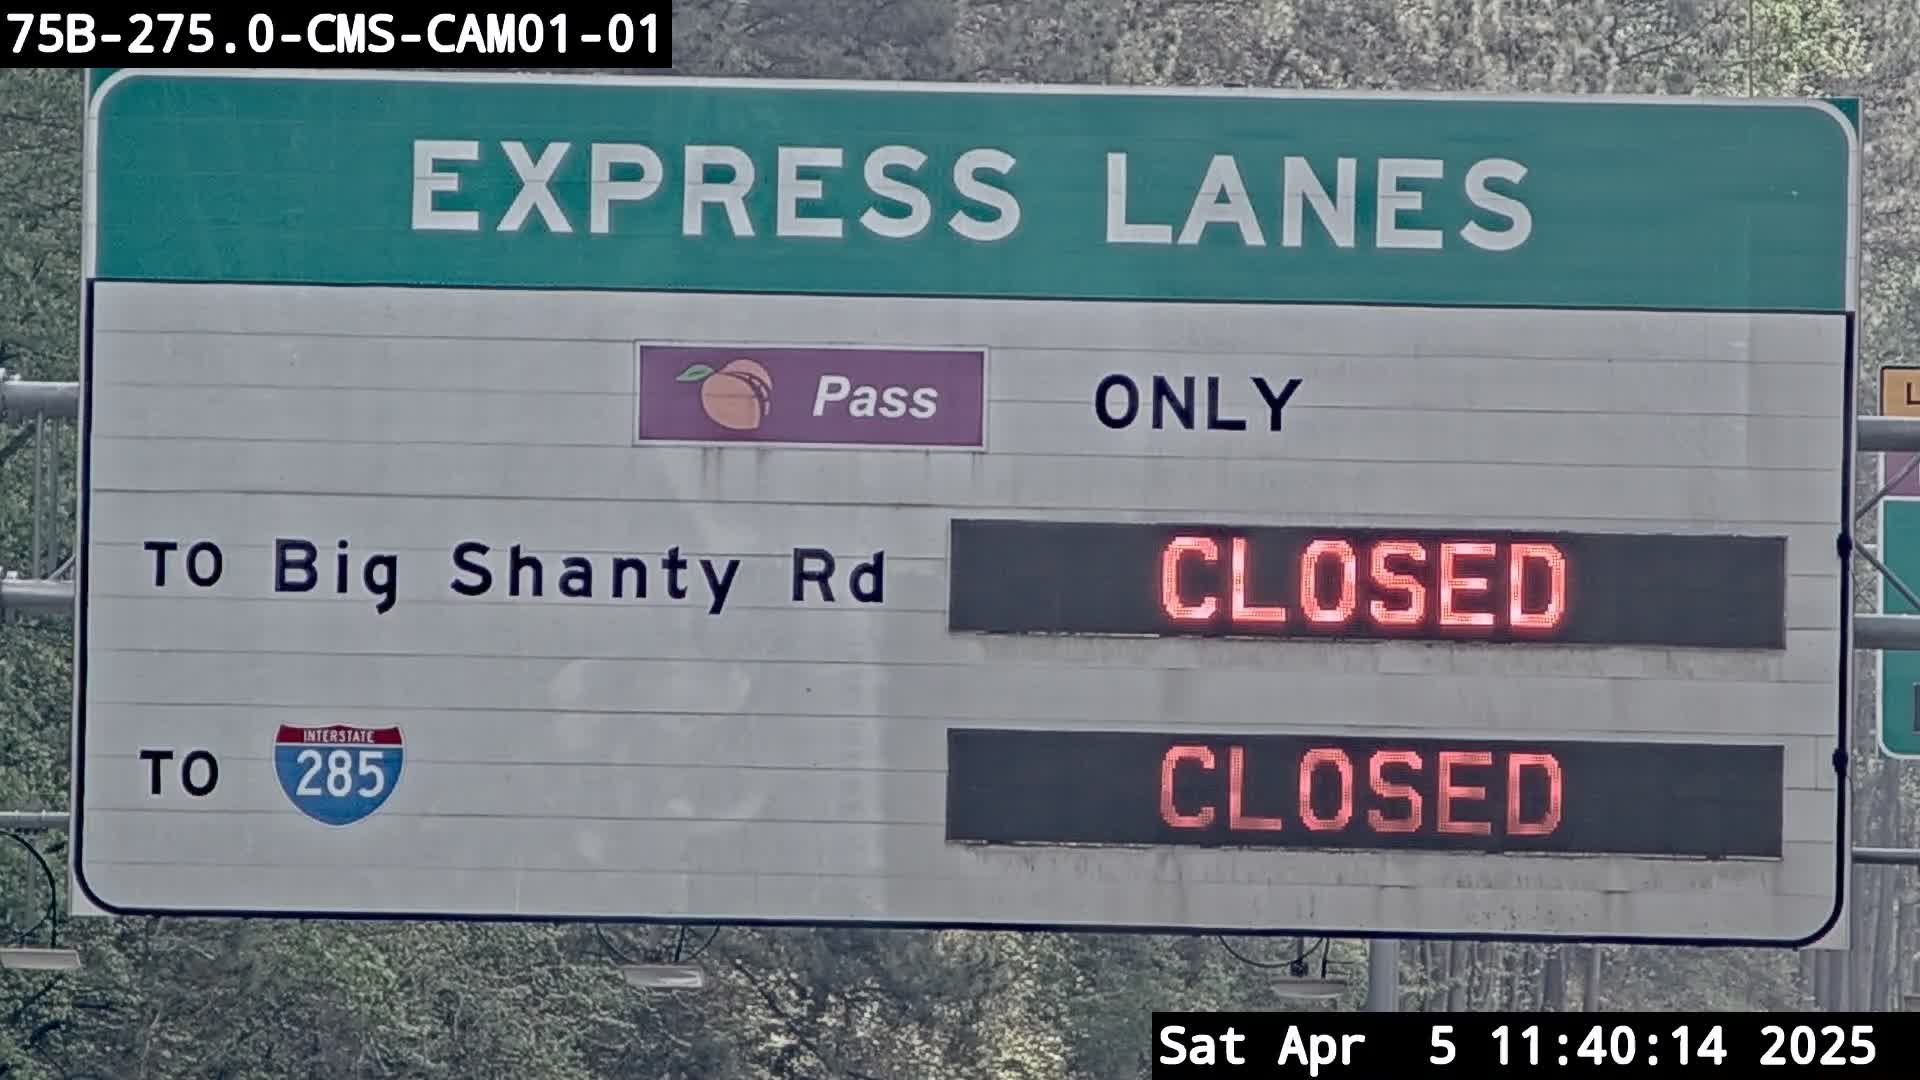 75B-275.0-CMS-CAM01-01
EXPRESS LANES
Pass ONLY
TO Big Shanty Rd CLOSED
TO INTERSTATE 285 CLOSED
Sat Apr 5 11:40:14 2025